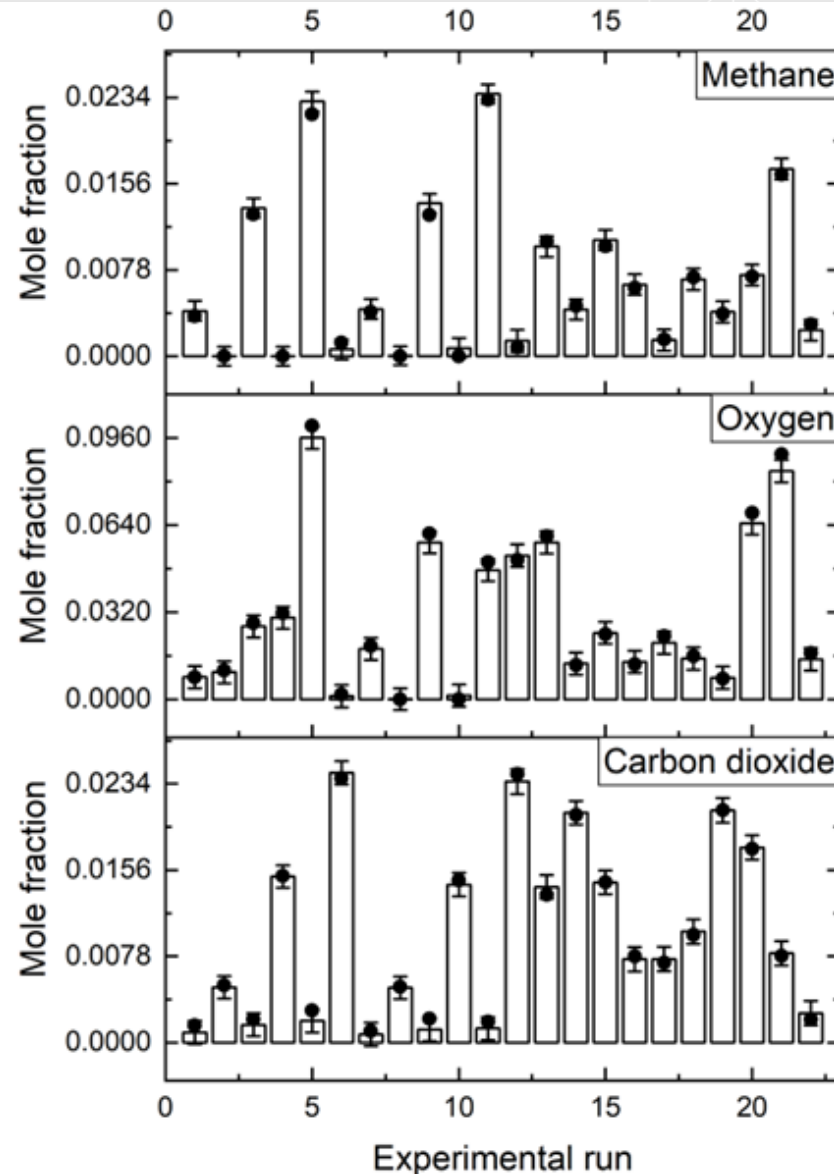 0 5 10 15 20
Methane
0.0234
0.0156
0.0078
0.0000
Mole fraction
Oxygen
0.0960
0.0640
0.0320
0.0000
Mole fraction
Carbon dioxide
0.0234
0.0156
0.0078
0.0000
Mole fraction
0 5 10 15 20
Experimental run